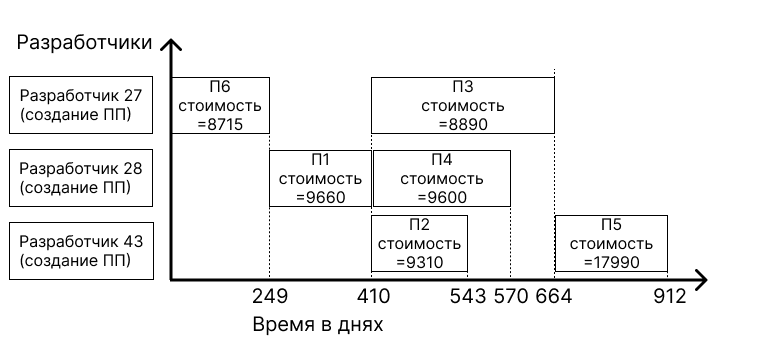 Разработчики
Разработчик 27
(создание ПП)
П6
стоимость
=8715
П3
стоимость
=8890
Разработчик 28
(создание ПП)
П1
стоимость
=9660
П4
стоимость
=9600
Разработчик 43
(создание ПП)
П2
стоимость
=9310
П5
стоимость
=17990
249
410
543
570
664
912
Время в днях